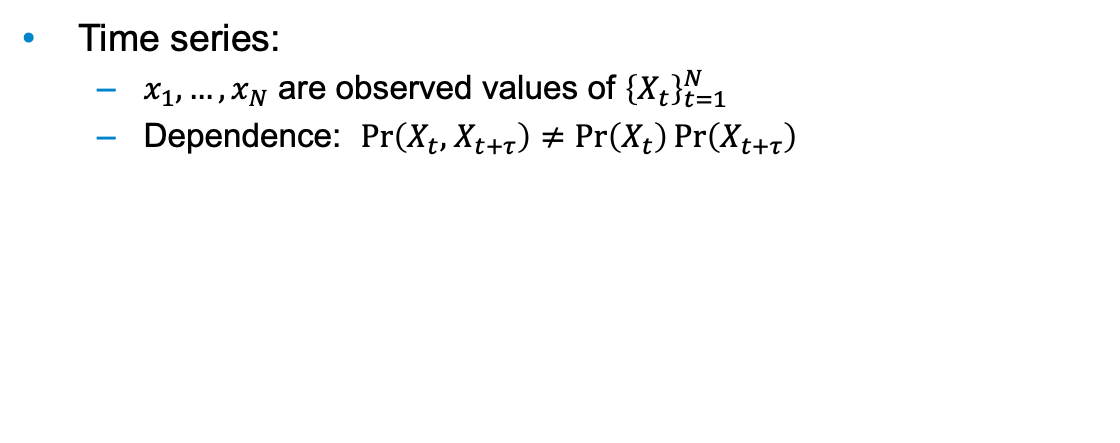 • Time series:
– x₁, … , x_N are observed values of {X_t}_{t=1}^N
– Dependence: Pr(X_t, X_{t+τ}) ≠ Pr(X_t) Pr(X_{t+τ})